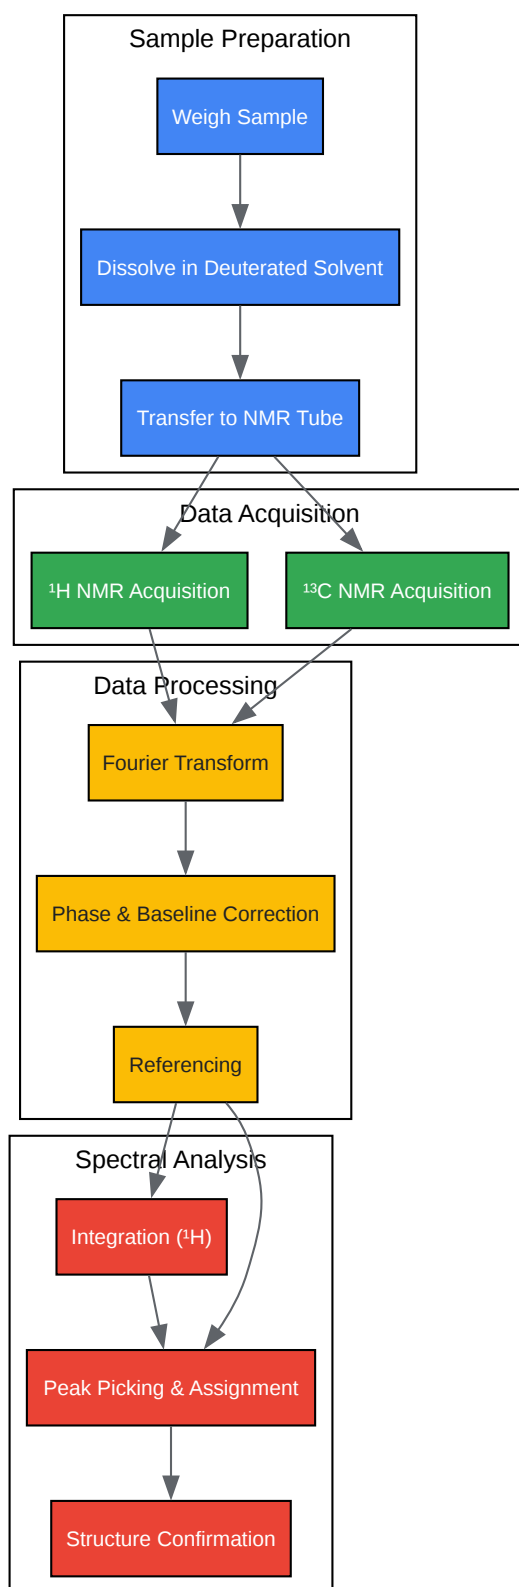 Sample Preparation
Weigh Sample
Dissolve in Deuterated Solvent
Transfer to NMR Tube
Data Acquisition
¹H NMR Acquisition
¹³C NMR Acquisition
Data Processing
Fourier Transform
Phase & Baseline Correction
Referencing
Spectral Analysis
Integration (¹H)
Peak Picking & Assignment
Structure Confirmation